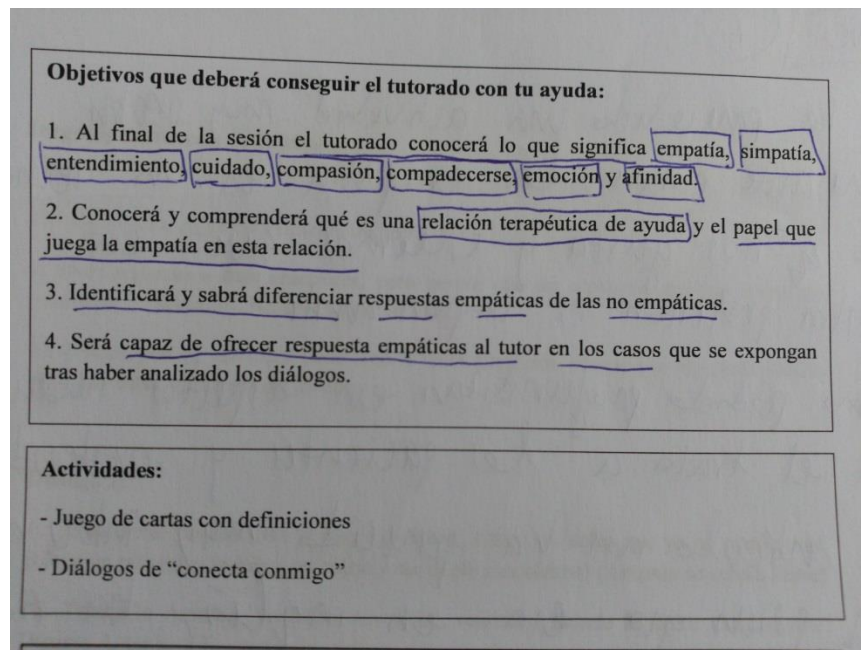 Objetivos que deberá conseguir el tutorado con tu ayuda:
1. Al final de la sesión el tutorado conocerá lo que significa empatía, simpatía,
entendimiento, cuidado, compasión, compadecerse, emoción y afinidad.
2. Conocerá y comprenderá qué es una relación terapéutica de ayuda y el papel que
juega la empatía en esta relación.
3. Identificará y sabrá diferenciar respuestas empáticas de las no empáticas.
4. Será capaz de ofrecer respuesta empáticas al tutor en los casos que se expongan
tras haber analizado los diálogos.
Actividades:
- Juego de cartas con definiciones
- Diálogos de “conecta conmigo”